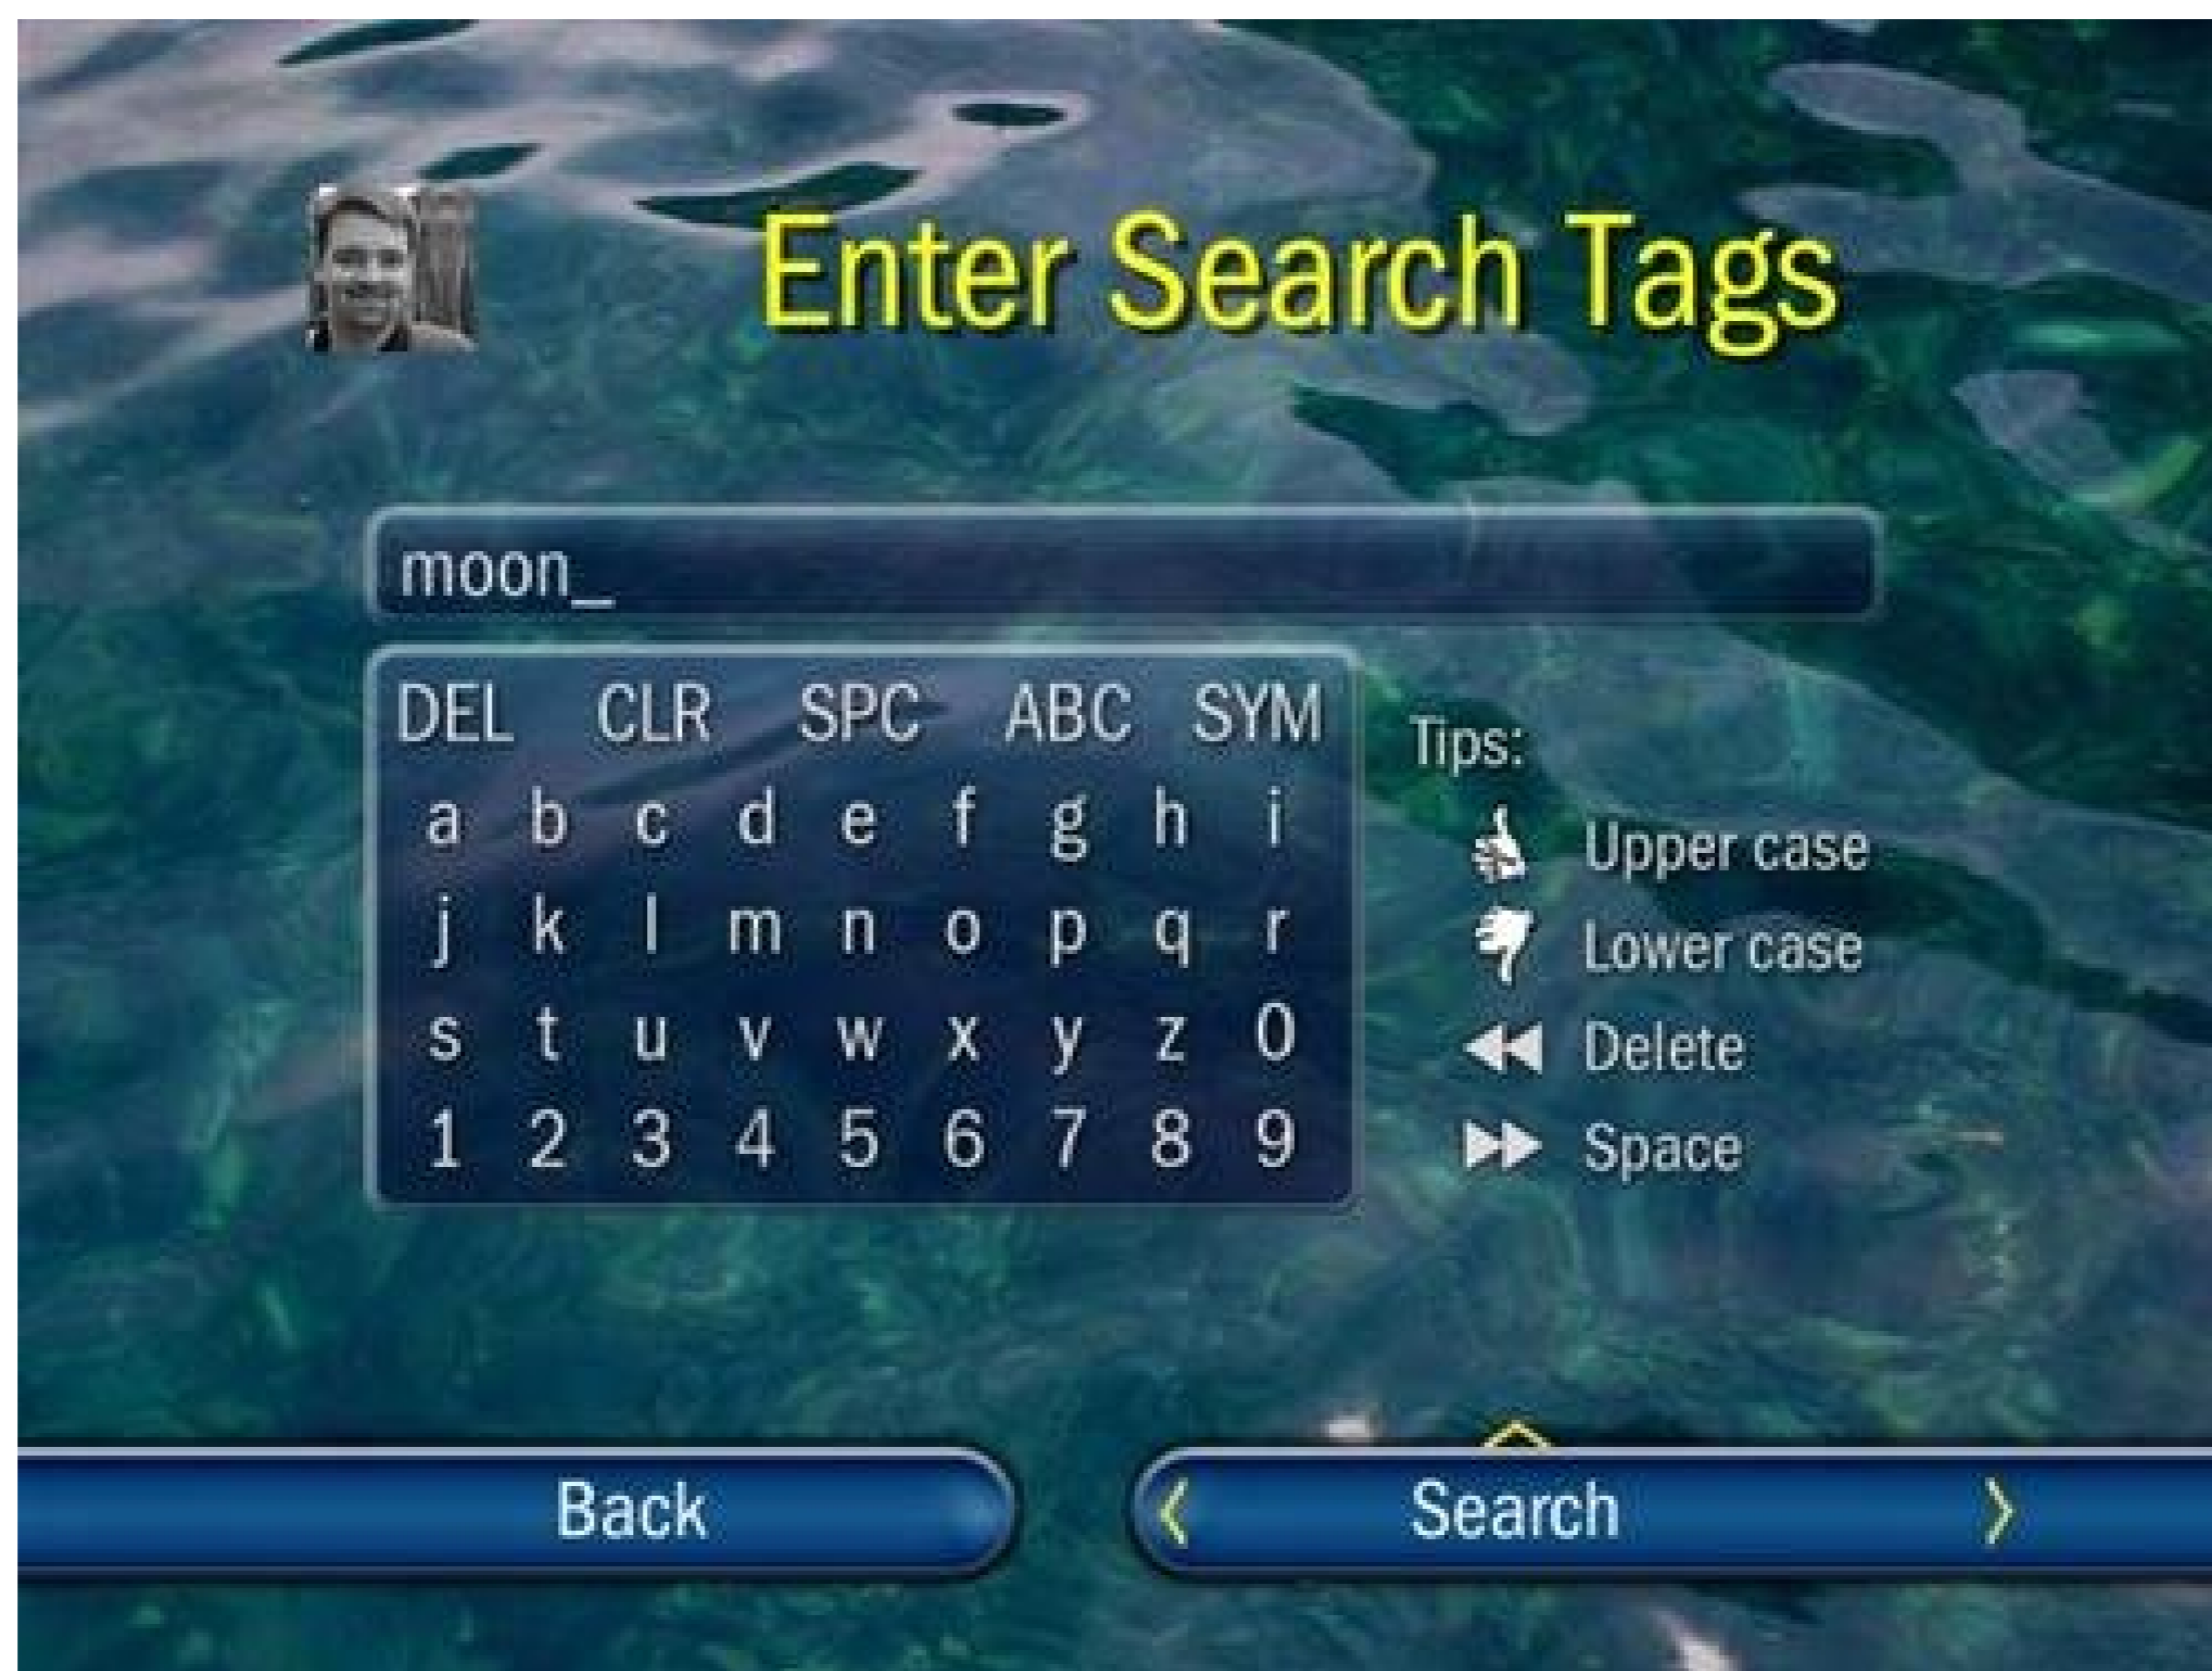 Enter Search Tags
moon_
DEL CLR SPC ABC SYM
a b c d e f g h i
j k l m n o p q r
s t u v w x y z 0
1 2 3 4 5 6 7 8 9
Tips:
Upper case
Lower case
Delete
Space
Back
Search